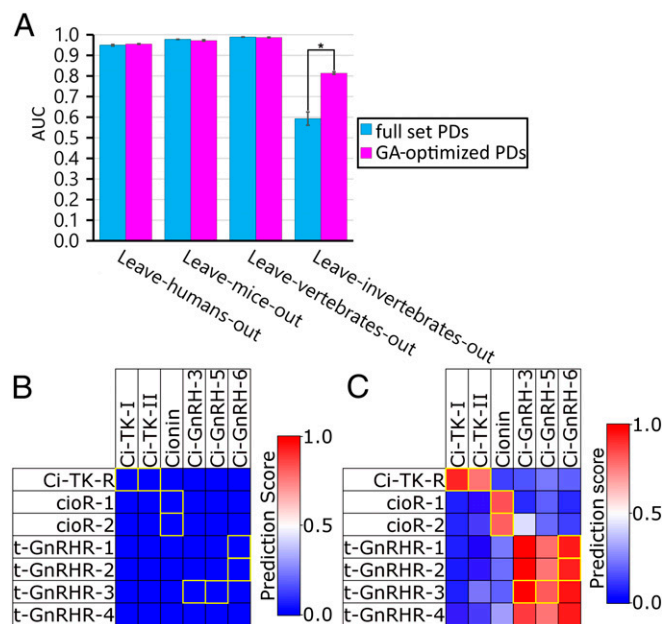 A
AUC
1.0
0.9
0.8
0.7
0.6
0.5
0.4
0.3
0.2
0.1
0.0
*
full set PDs
GA-optimized PDs
Leave-humans-out
Leave-mice-out
Leave-vertebrates-out
Leave-invertebrates-out
B
Ci-TK-I
Ci-TK-II
Cionin
Ci-GnRH-3
Ci-GnRH-5
Ci-GnRH-6
Ci-TK-R
cioR-1
cioR-2
t-GnRHR-1
t-GnRHR-2
t-GnRHR-3
t-GnRHR-4
1.0
0.5
0.0
Prediction Score
C
Ci-TK-I
Ci-TK-II
Cionin
Ci-GnRH-3
Ci-GnRH-5
Ci-GnRH-6
Ci-TK-R
cioR-1
cioR-2
t-GnRHR-1
t-GnRHR-2
t-GnRHR-3
t-GnRHR-4
1.0
0.5
0.0
Prediction score